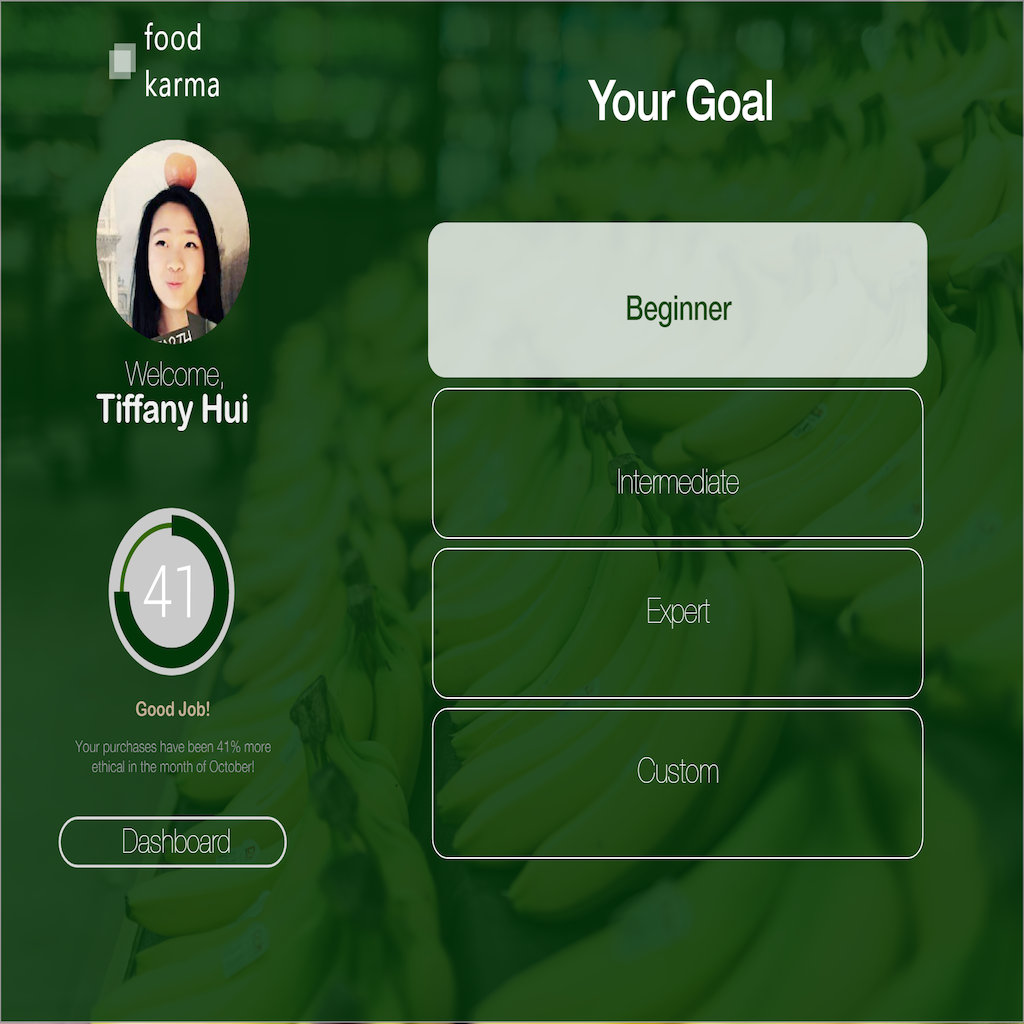 food
karma
Welcome,
Tiffany Hui
41
Good Job!
Your purchases have been 41% more
ethical in the month of October!
Dashboard
Your Goal
Beginner
Intermediate
Expert
Custom